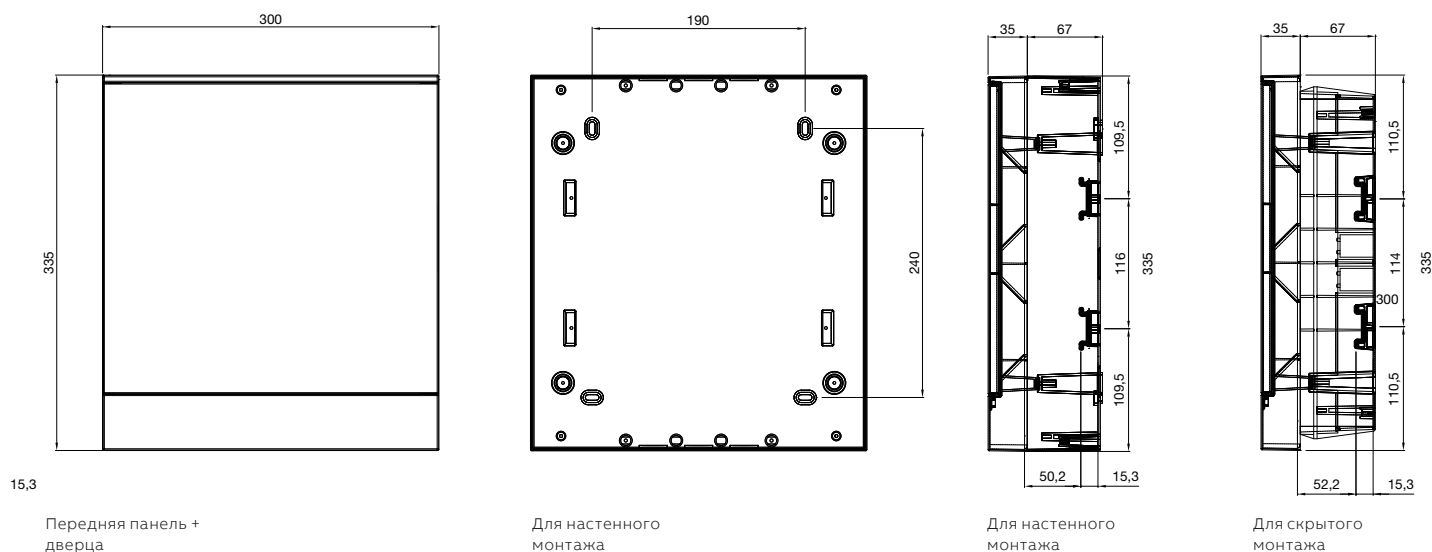 300
190
35
67
35
67
335
240
109,5
116
335
109,5
110,5
114
335
300
110,5
50,2
15,3
52,2
15,3
15,3
Передняя панель +
дверца
Для настенного
монтажа
Для настенного
монтажа
Для скрытого
монтажа